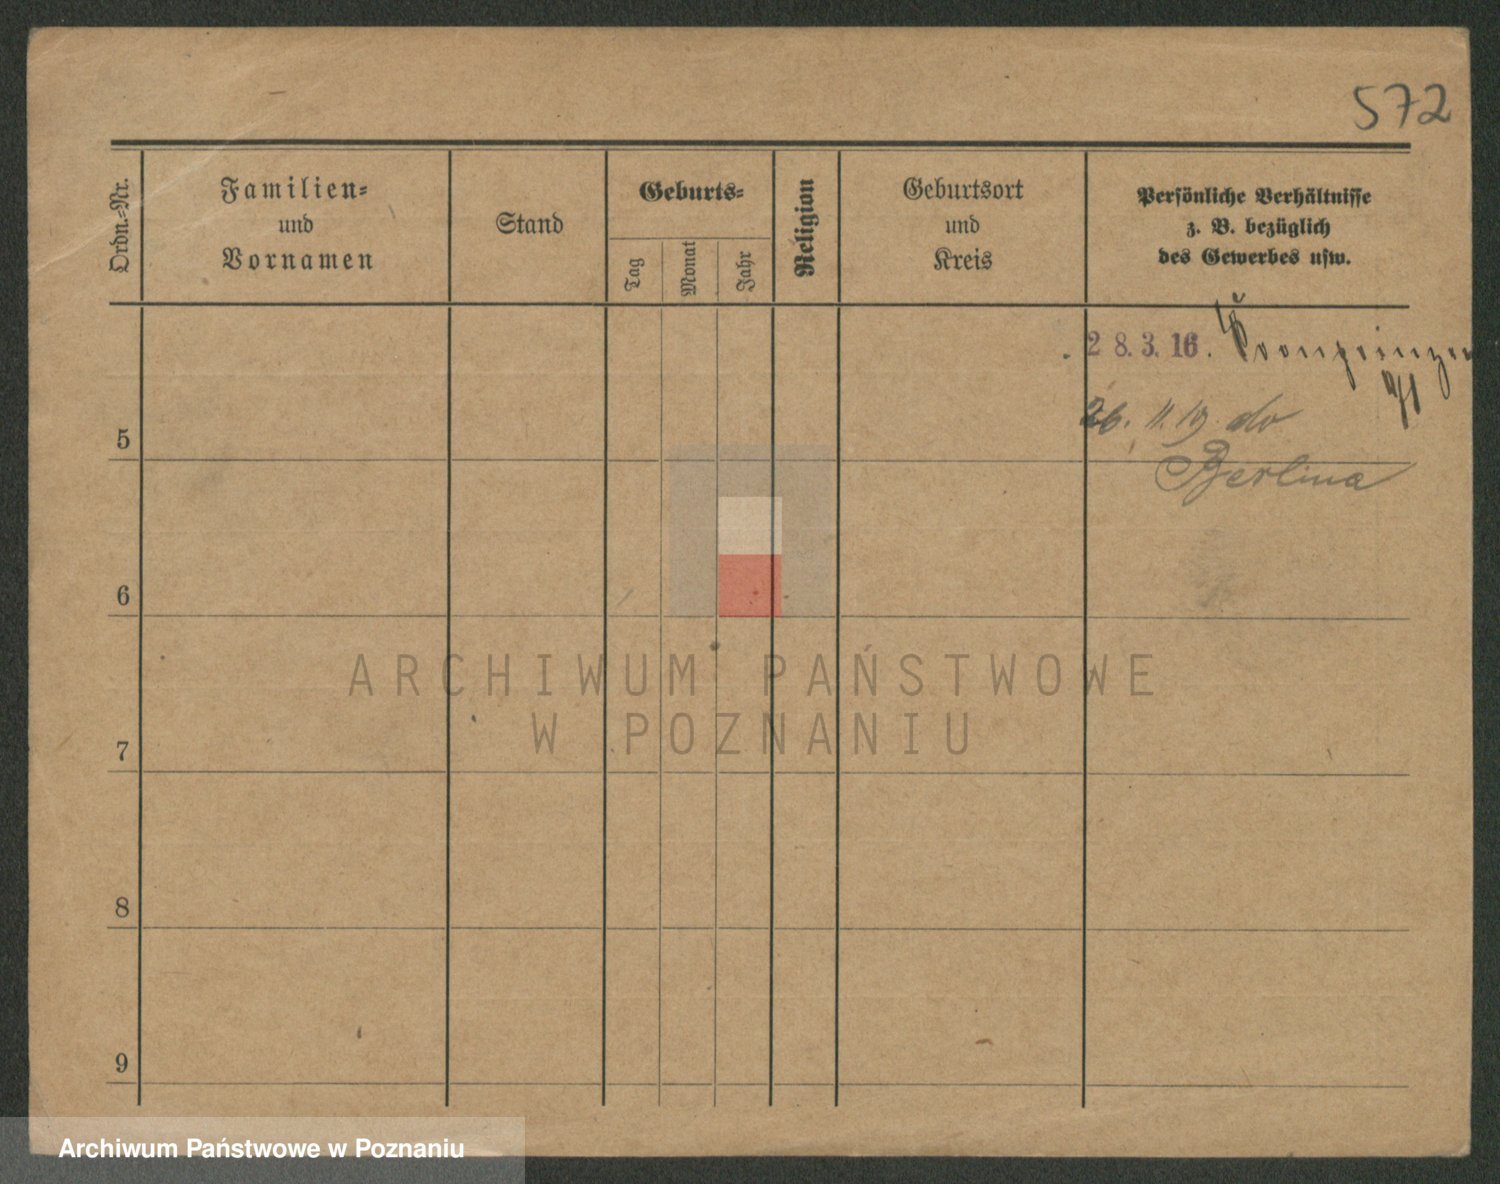 572
Ordn.-Nr.
Familien-
und
Vornamen
Stand
Geburts-
Tag
Monat
Jahr
Religion
Geburtsort
und
Kreis
Persönliche Verhältnisse
z. B. bezüglich
des Gewerbes usw.
28.3.16. Kronprinzen
26. 11. 19 do
Berlina
5
6
7
8
9
ARCHIWUM PAŃSTWOWE
W POZNANIU
Archiwum Państwowe w Poznaniu